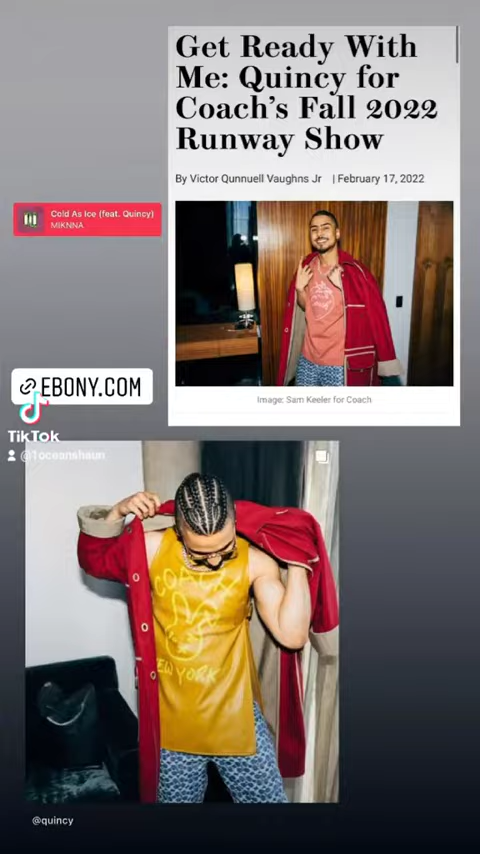 Get Ready With
Me: Quincy for
Coach’s Fall 2022
Runway Show
By Victor Qunnuell Vaughns Jr | February 17, 2022
Cold As Ice (feat. Quincy)
MIKNNA
Image: Sam Keeler for Coach
EBONY.COM
TikTok
@1oceanshaun
COACH
NEW YORK
@quincy